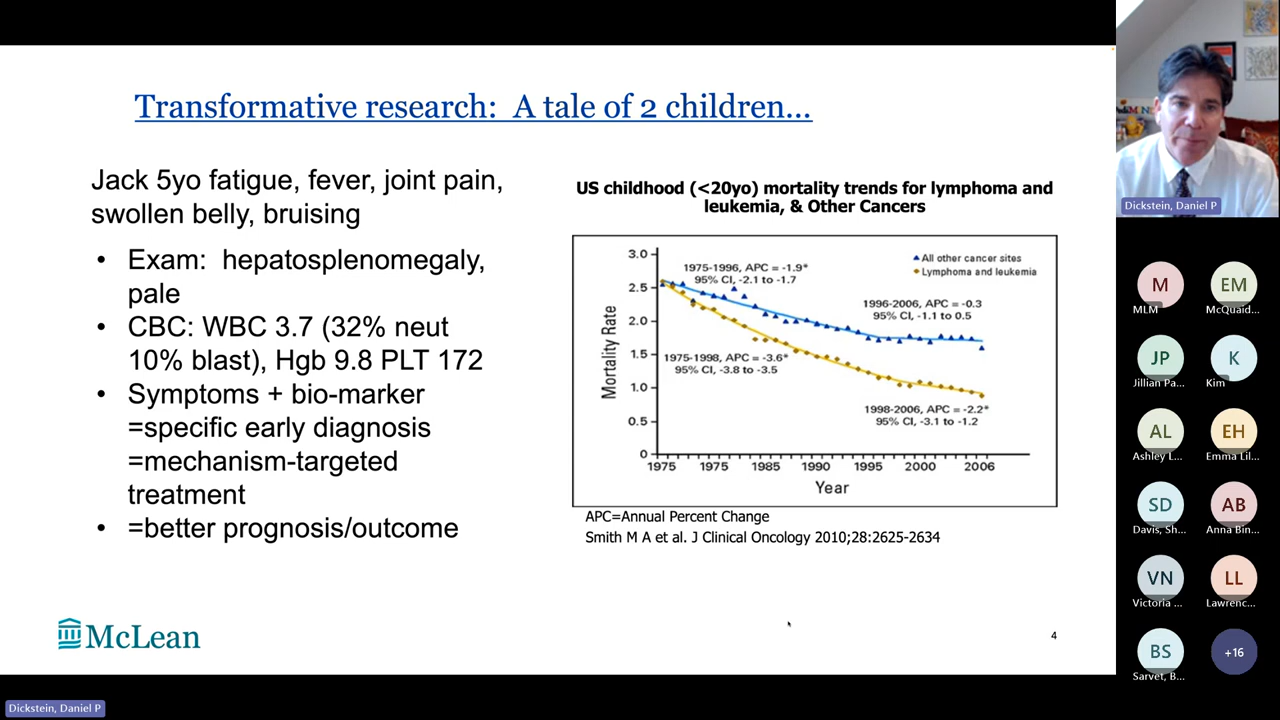 Transformative research:  A tale of 2 children...
Jack 5yo fatigue, fever, joint pain,
swollen belly, bruising
• Exam:  hepatosplenomegaly,
pale
• CBC: WBC 3.7 (32% neut
10% blast), Hgb 9.8 PLT 172
• Symptoms + bio-marker
=specific early diagnosis
=mechanism-targeted
treatment
• =better prognosis/outcome
US childhood (<20yo) mortality trends for lymphoma and
leukemia, & Other Cancers
Mortality Rate
3.0
2.5
2.0
1.5
1.0
0.5
0
1975-1996, APC = -1.9*
95% CI, -2.1 to -1.7
All other cancer sites
Lymphoma and leukemia
1996-2006, APC = -0.3
95% CI, -1.1 to 0.5
1975-1998, APC = -3.6*
95% CI, -3.8 to -3.5
1998-2006, APC = -2.2*
95% CI, -3.1 to -1.2
1975 1975 1985 1990 1995 2000 2006
Year
APC=Annual Percent Change
Smith M A et al. J Clinical Oncology 2010;28:2625-2634
McLean
4
Dickstein, Daniel P
M
MLM
EM
McQuaid...
JP
Jillian Pa...
K
Kim
AL
Ashley L...
EH
Emma Lil...
SD
Davis, Sh...
AB
Anna Bin...
VN
Victoria ...
LL
Lawrenc...
BS
Sarvet, B...
+16
Dickstein, Daniel P